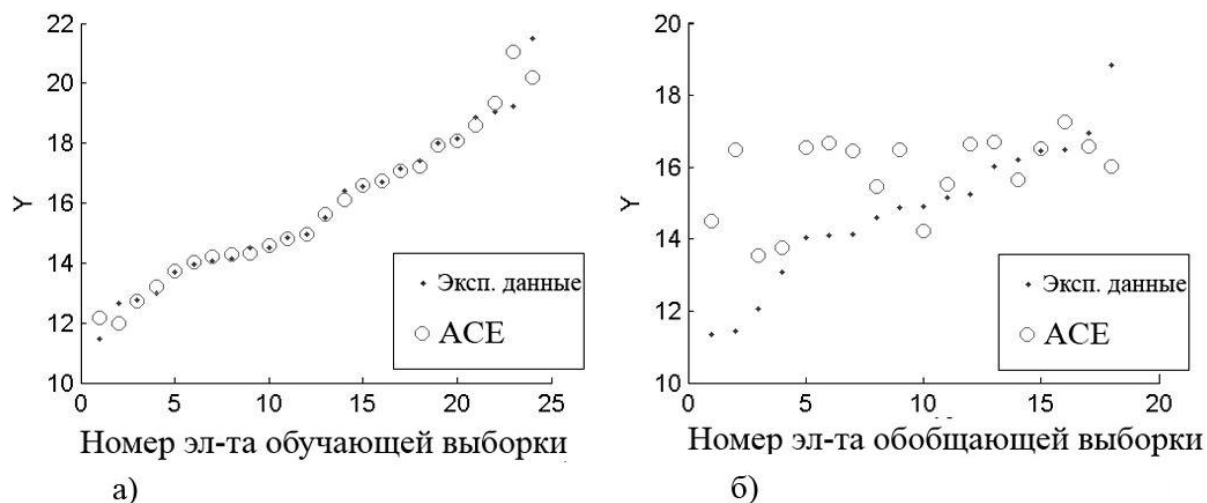 22
20
18
16
14
12
10
Y
0
5
10
15
20
25
Эксп. данные
ACE
Номер эл-та обучающей выборки
а)
20
18
16
14
12
10
Y
0
5
10
15
20
Эксп. данные
ACE
Номер эл-та обобщающей выборки
б)